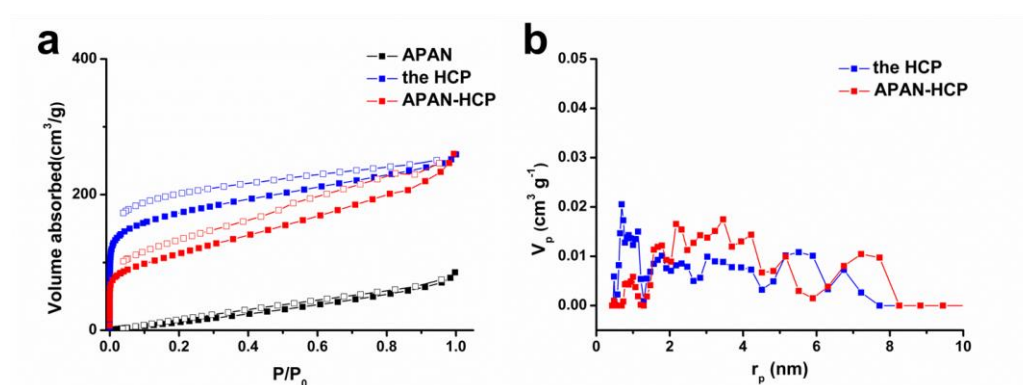 a
APAN
the HCP
APAN-HCP
Volume absorbed(cm³/g)
400
200
0
0.0 0.2 0.4 0.6 0.8 1.0
P/P₀
b
the HCP
APAN-HCP
Vₚ (cm³ g⁻¹)
0.05
0.04
0.03
0.02
0.01
0.00
0 2 4 6 8 10
rₚ (nm)